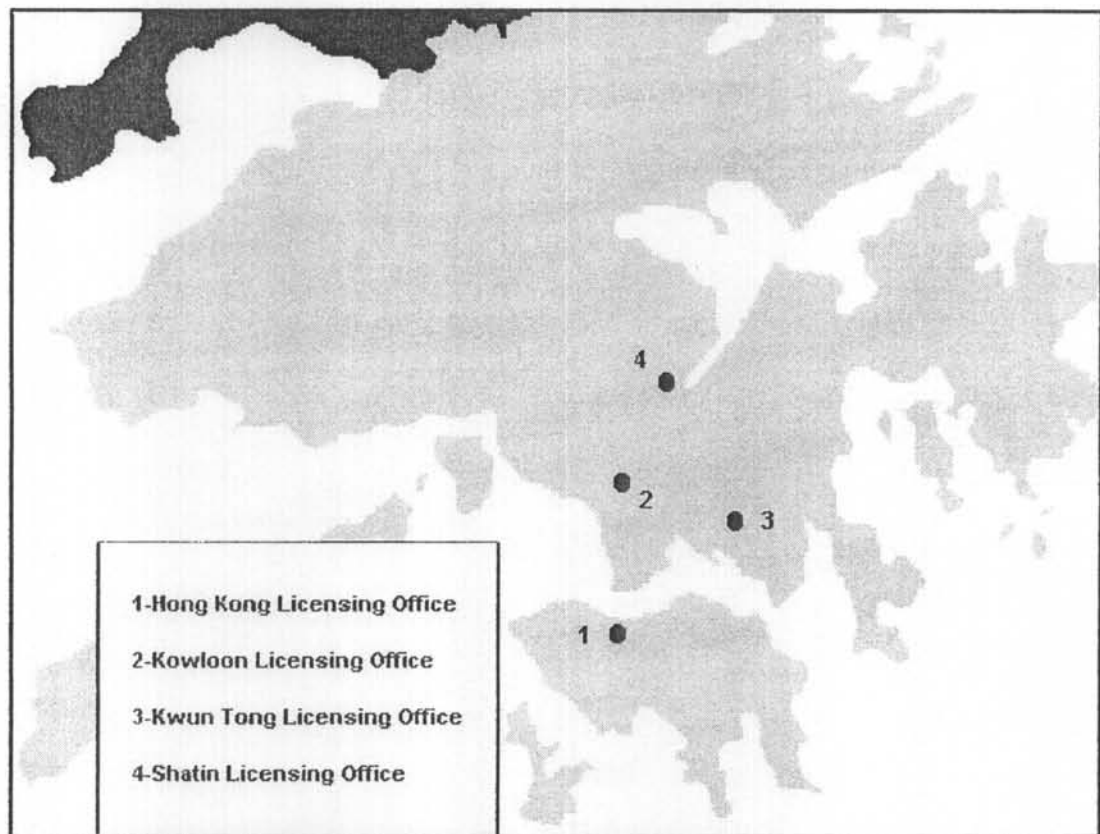 4
2
3
1
1-Hong Kong Licensing Office
2-Kowloon Licensing Office
3-Kwun Tong Licensing Office
4-Shatin Licensing Office